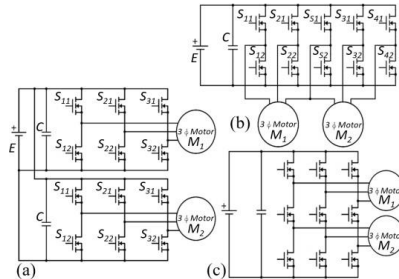 S11 S21 S51 S31 S41
+
E
C
S12 S22 S52 S32 S42
3 ϕ Motor
M1
3 ϕ Motor
M2
(b)
S11 S21 S31
+
E
C
S12 S22 S32
3 ϕ Motor
M1
S11 S21 S31
C
S12 S22 S32
3 ϕ Motor
M2
(a)
+
3 ϕ Motor
M1
3 ϕ Motor
M2
(c)